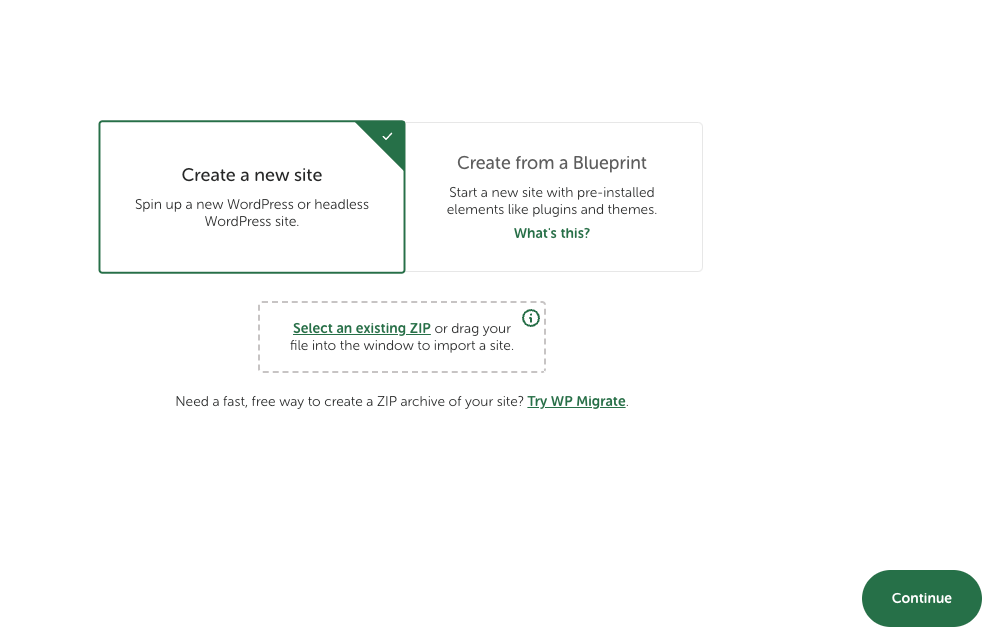 Create a new site
Spin up a new WordPress or headless
WordPress site.
Create from a Blueprint
Start a new site with pre-installed
elements like plugins and themes.
What's this?
Select an existing ZIP or drag your
file into the window to import a site.
Need a fast, free way to create a ZIP archive of your site? Try WP Migrate.
Continue